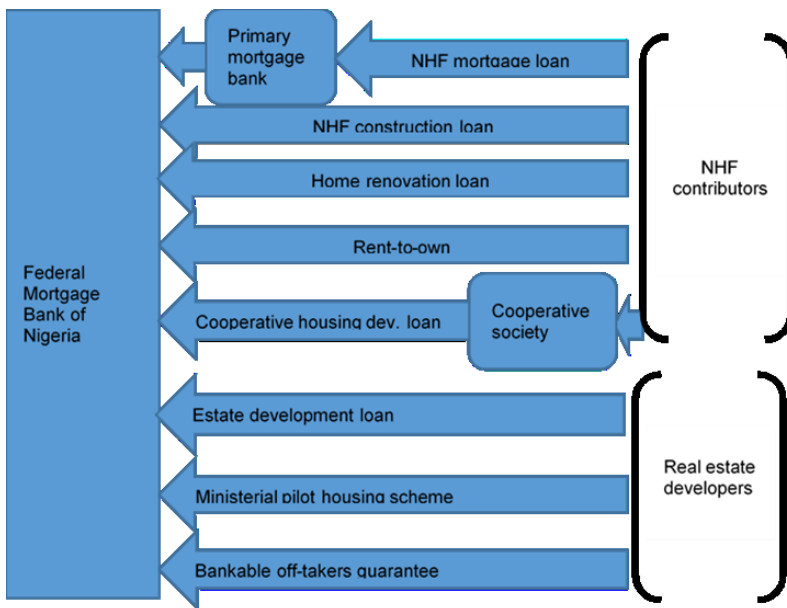 Primary
mortgage
bank
NHF mortgage loan
NHF construction loan
Home renovation loan
NHF
contributors
Rent-to-own
Federal
Mortgage
Bank of
Nigeria
Cooperative housing dev. loan
Cooperative
society
Estate development loan
Real estate
developers
Ministerial pilot housing scheme
Bankable off-takers guarantee